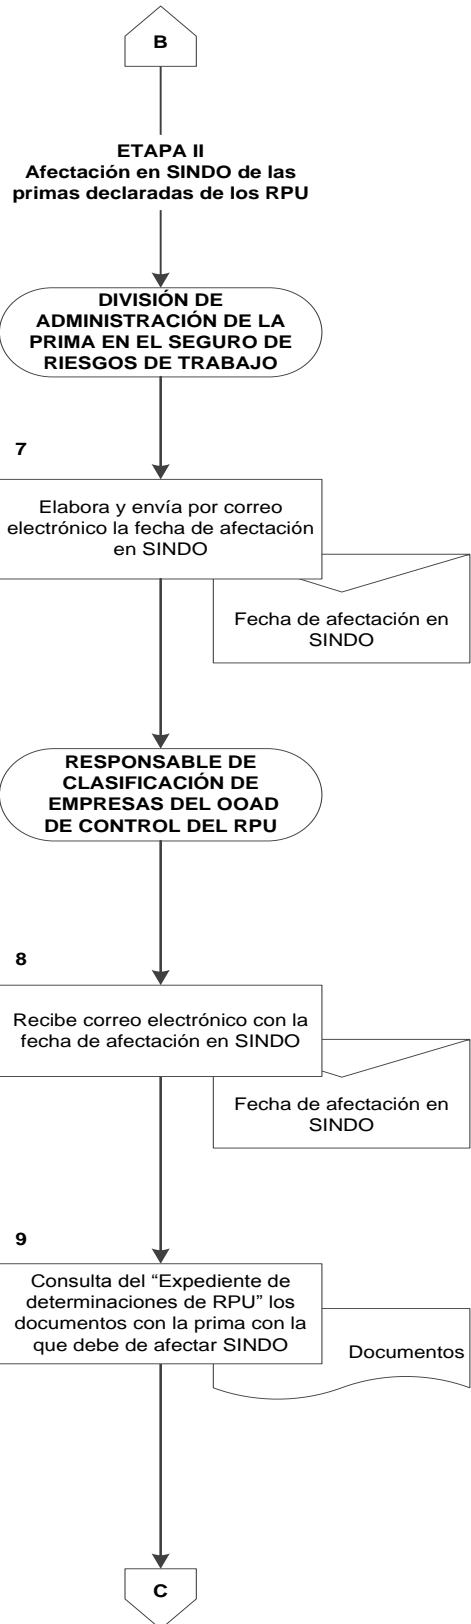 B
ETAPA II
Afectación en SINDO de las
primas declaradas de los RPU
DIVISIÓN DE
ADMINISTRACIÓN DE LA
PRIMA EN EL SEGURO DE
RIESGOS DE TRABAJO
7
Elabora y envía por correo
electrónico la fecha de afectación
en SINDO
Fecha de afectación en
SINDO
RESPONSABLE DE
CLASIFICACIÓN DE
EMPRESAS DEL OOAD
DE CONTROL DEL RPU
8
Recibe correo electrónico con la
fecha de afectación en SINDO
Fecha de afectación en
SINDO
9
Consulta del “Expediente de
determinaciones de RPU” los
documentos con la prima con la
que debe de afectar SINDO
Documentos
C